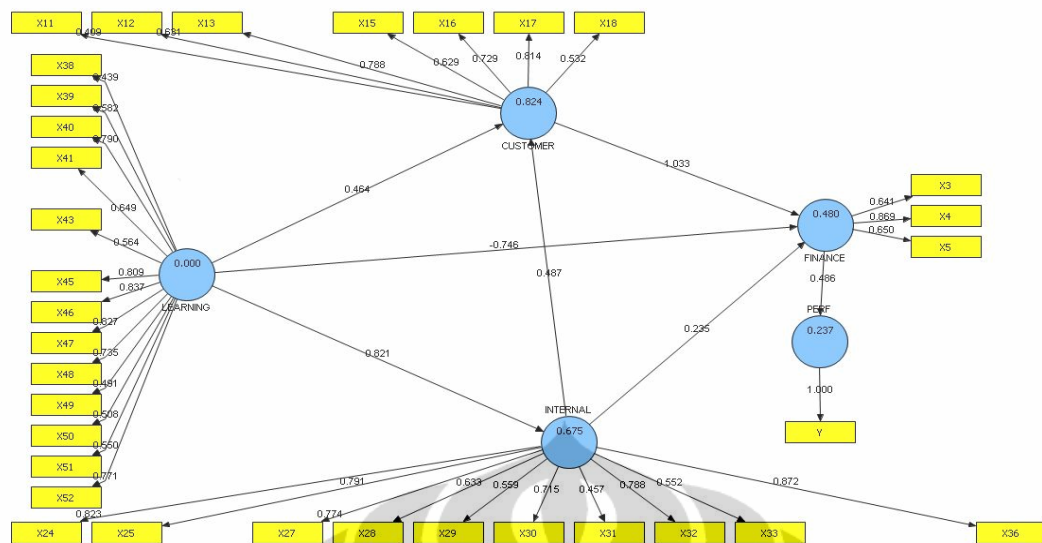 X11 X12 X13 X15 X16 X17 X18
0.409 0.631 0.788 0.629 0.729 0.814 0.532
X38
0.439
X39
0.582
X40
0.790
X41
0.649
X43
0.564
X45
0.809
X46
0.837
X47
0.827
X48
0.735
X49
0.491
X50
0.508
X51
0.550
X52
0.771
0.000
LEARNING
0.824
CUSTOMER
0.464
1.033
-0.746
0.487
0.821
0.235
0.480
FINANCE
0.641 X3
0.869 X4
0.650 X5
0.486
PERF
0.237
1.000
Y
INTERNAL
0.675
0.823 0.791 0.774 0.633 0.559 0.715 0.457 0.788 0.552 0.872
X24 X25 X27 X28 X29 X30 X31 X32 X33 X36